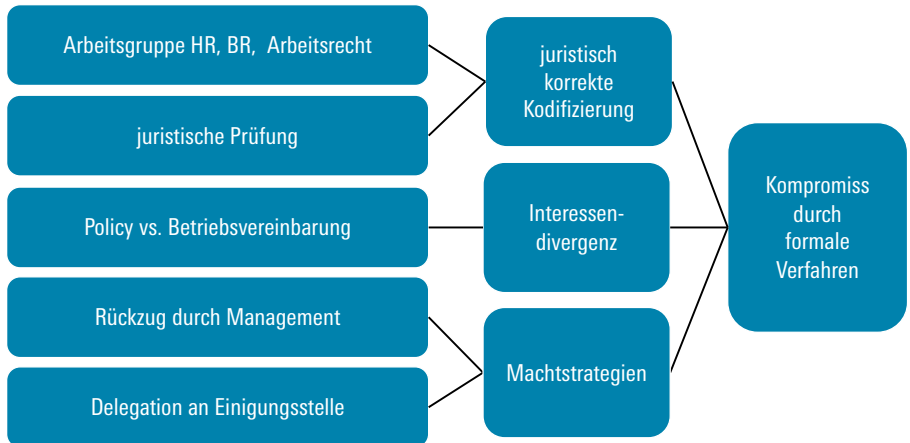 Arbeitsgruppe HR, BR, Arbeitsrecht
juristische Prüfung
Policy vs. Betriebsvereinbarung
Rückzug durch Management
Delegation an Einigungsstelle
juristisch
korrekte
Kodifizierung
Interessen-
divergenz
Machtstrategien
Kompromiss
durch
formale
Verfahren